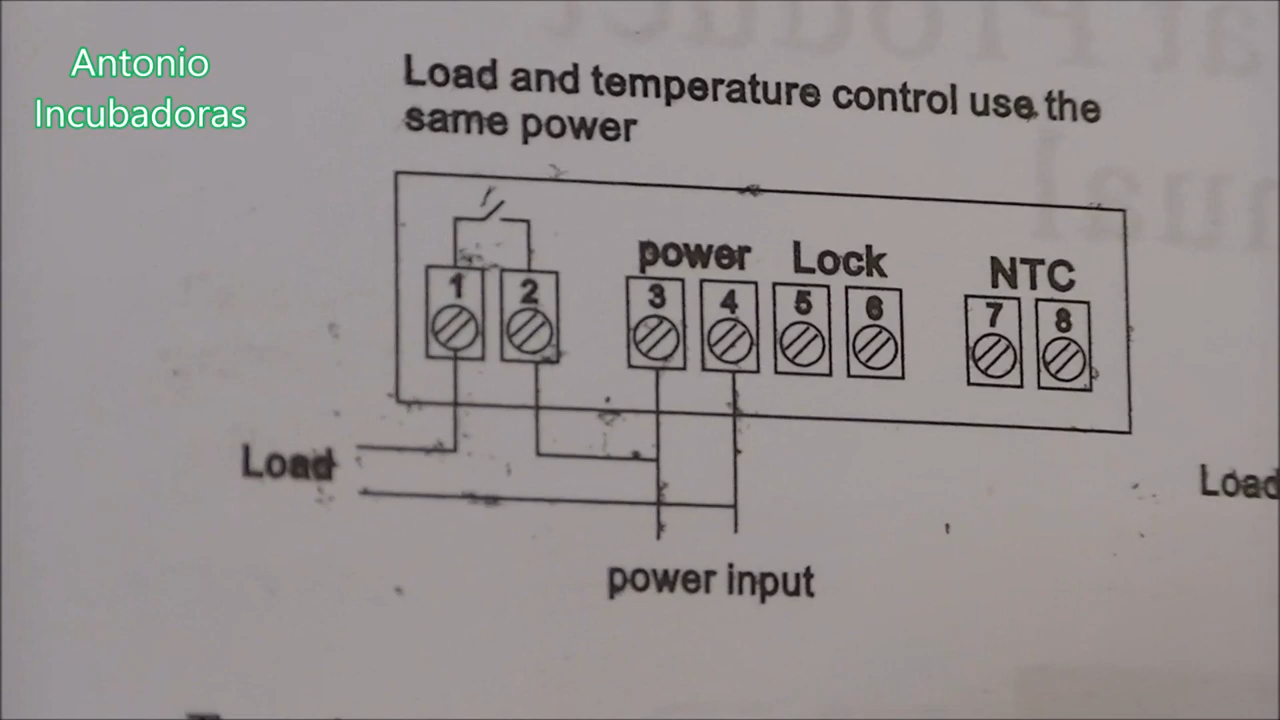 Antonio
Incubadoras
Load and temperature control use the
same power
power Lock NTC
1 2 3 4 5 6 7 8
Load
Load
power input